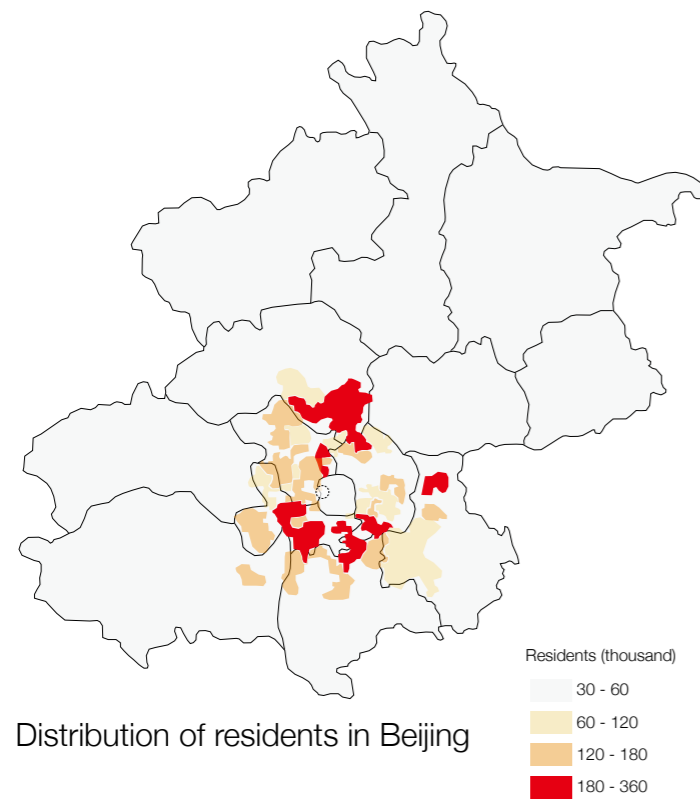 Residents (thousand)
30 - 60
60 - 120
120 - 180
180 - 360
Distribution of residents in Beijing